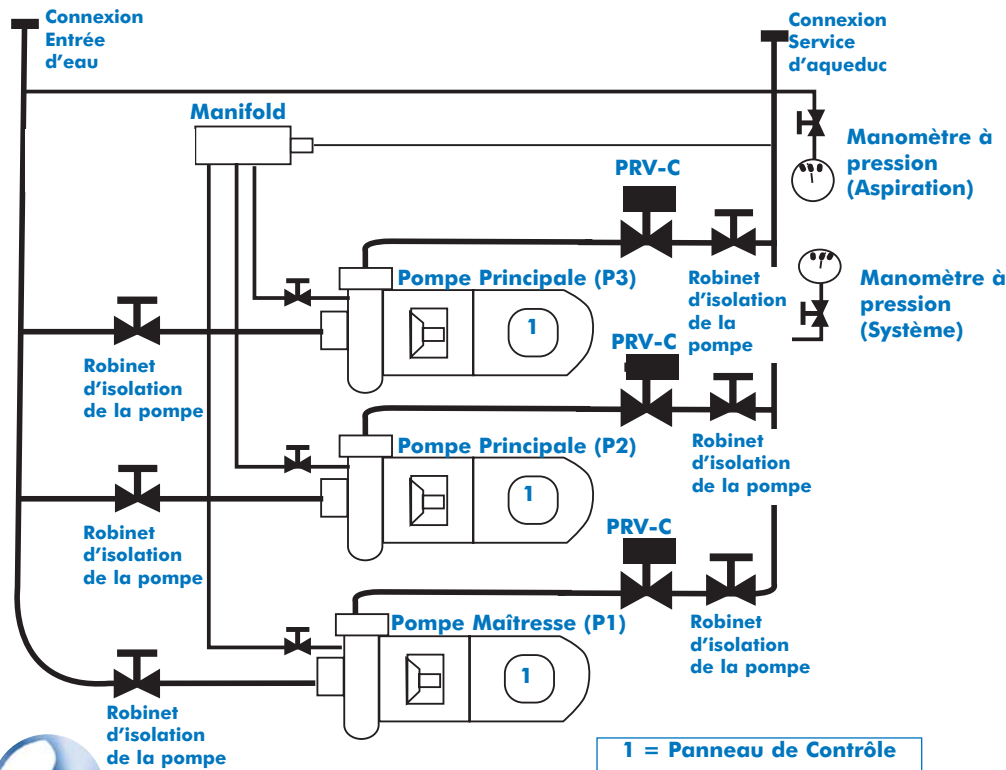 Connexion
Entrée
d'eau
Connexion
Service
d'aqueduc
Manifold
Manomètre à
pression
(Aspiration)
PRV-C
Pompe Principale (P3)
1
Robinet
d'isolation
de la
pompe
Manomètre à
pression
(Système)
Robinet
d'isolation
de la pompe
PRV-C
Pompe Principale (P2)
1
Robinet
d'isolation
de la pompe
Robinet
d'isolation
de la pompe
PRV-C
Pompe Maîtresse (P1)
1
Robinet
d'isolation
de la pompe
Robinet
d'isolation
de la pompe
1 = Panneau de Contrôle